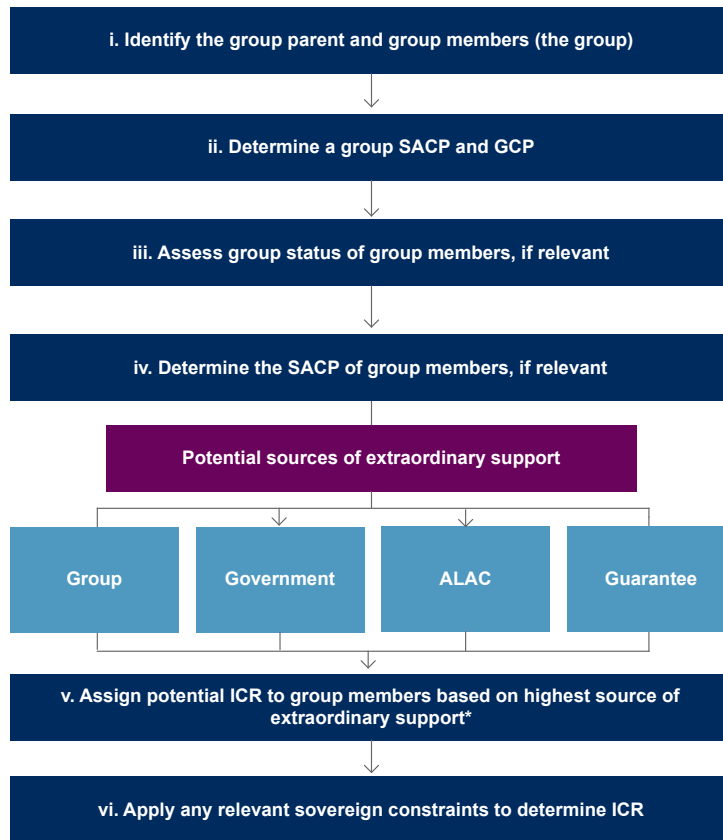 i. Identify the group parent and group members (the group)
ii. Determine a group SACP and GCP
iii. Assess group status of group members, if relevant
iv. Determine the SACP of group members, if relevant
Potential sources of extraordinary support
Group
Government
ALAC
Guarantee
v. Assign potential ICR to group members based on highest source of
extraordinary support*
vi. Apply any relevant sovereign constraints to determine ICR